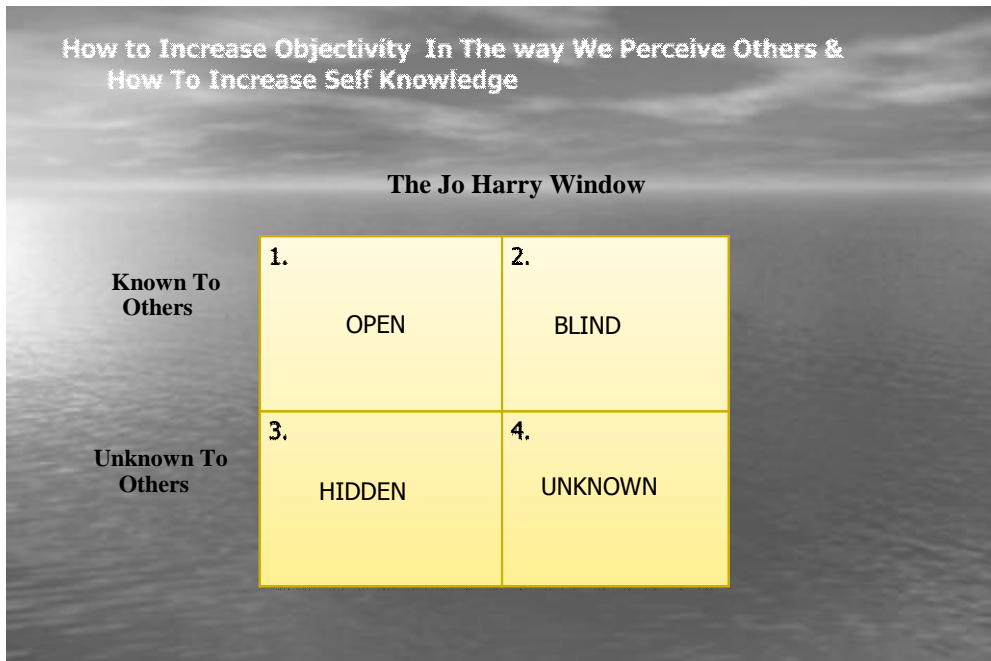 How to Increase Objectivity In The way We Perceive Others &
How To Increase Self Knowledge
The Jo Harry Window
Known To
Others
1.
OPEN
2.
BLIND
Unknown To
Others
3.
HIDDEN
4.
UNKNOWN